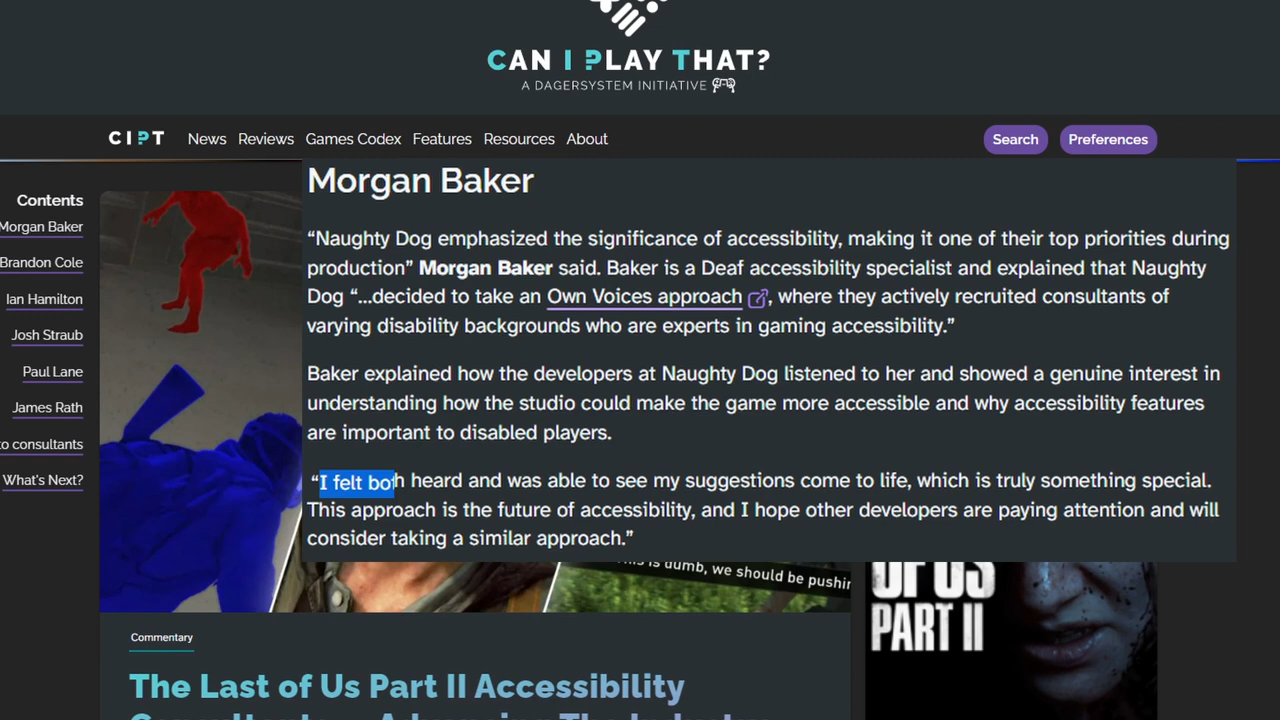 CAN I PLAY THAT?
A DAGERSYSTEM INITIATIVE
CIPT
News
Reviews
Games Codex
Features
Resources
About
Search
Preferences
Contents
Morgan Baker
Brandon Cole
Ian Hamilton
Josh Straub
Paul Lane
James Rath
to consultants
What's Next?
Morgan Baker
“Naughty Dog emphasized the significance of accessibility, making it one of their top priorities during
production” Morgan Baker said. Baker is a Deaf accessibility specialist and explained that Naughty
Dog “...decided to take an Own Voices approach, where they actively recruited consultants of
varying disability backgrounds who are experts in gaming accessibility.”
Baker explained how the developers at Naughty Dog listened to her and showed a genuine interest in
understanding how the studio could make the game more accessible and why accessibility features
are important to disabled players.
“I felt both heard and was able to see my suggestions come to life, which is truly something special.
This approach is the future of accessibility, and I hope other developers are paying attention and will
consider taking a similar approach.”
is dumb, we should be pushin
OF US
PART II
Commentary
The Last of Us Part II Accessibility